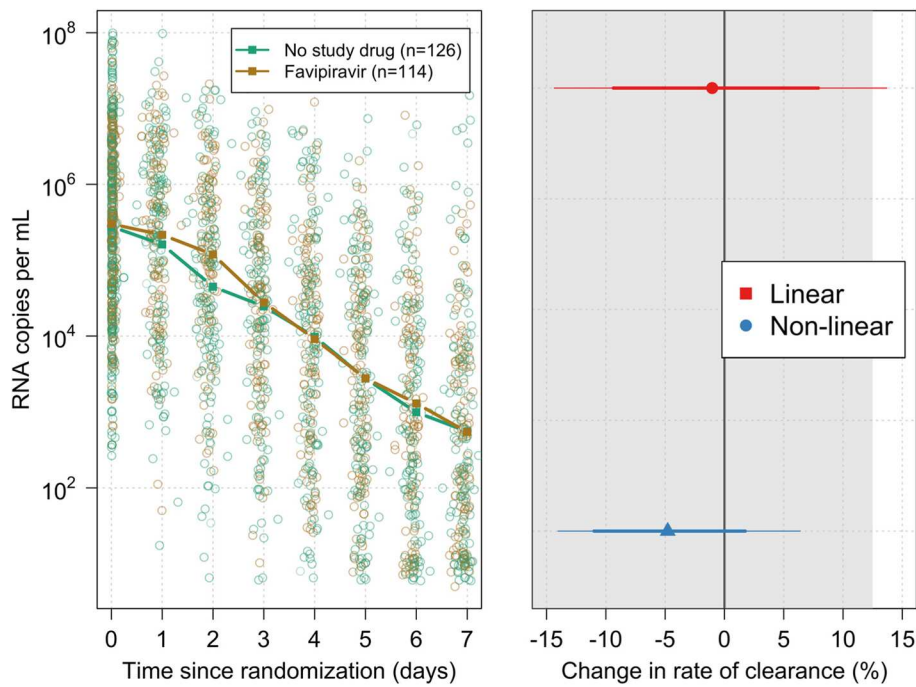 No study drug (n=126)
Favipiravir (n=114)
RNA copies per mL
10⁸
10⁶
10⁴
10²
0 1 2 3 4 5 6 7
Time since randomization (days)
Linear
Non-linear
-15 -10 -5 0 5 10 15
Change in rate of clearance (%)